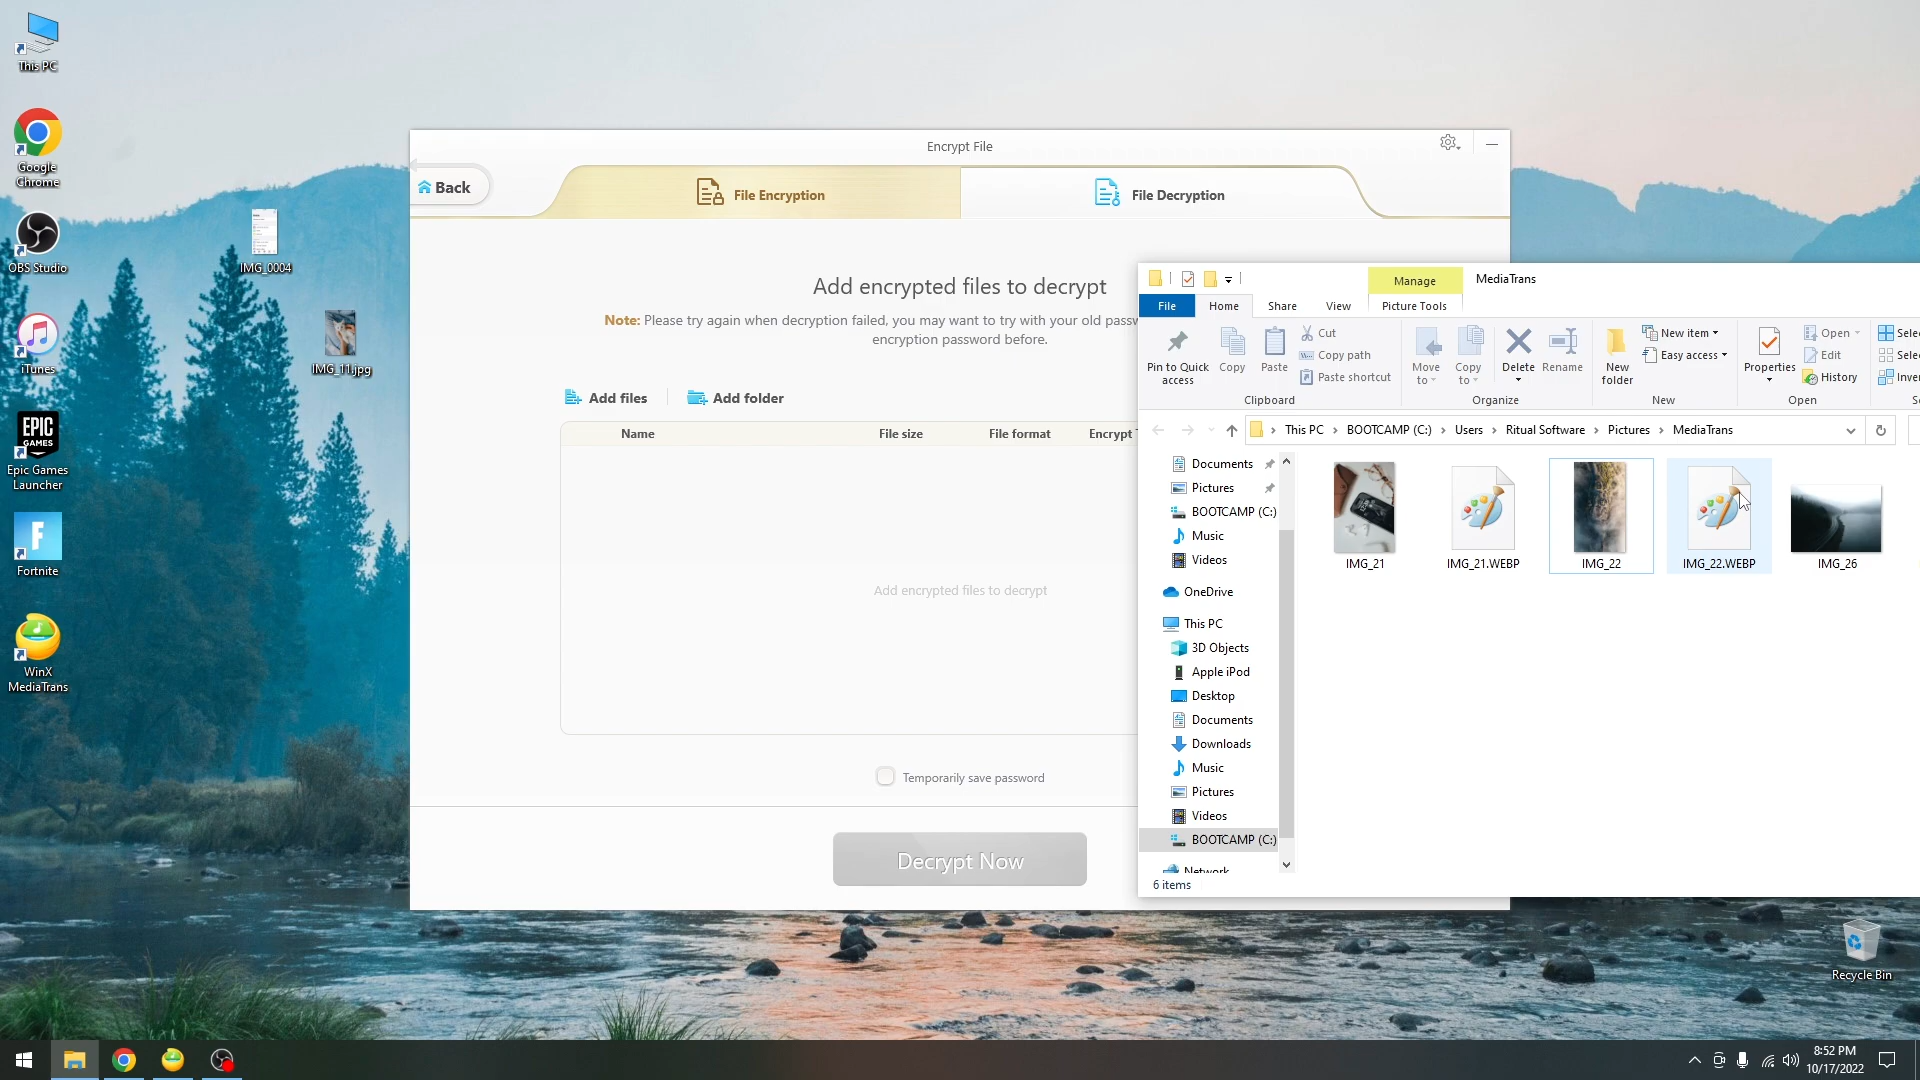 This PC
Google
Chrome
OBS Studio
iTunes
EPIC
GAMES
Epic Games
Launcher
Fortnite
WinX
MediaTrans
IMG_0004
IMG_11.jpg
Encrypt File
Back
File Encryption
File Decryption
Add encrypted files to decrypt
Note: Please try again when decryption failed, you may want to try with your old
encryption password before.
Add files
Add folder
Name
File size
File format
Encrypt
Add encrypted files to decrypt
Temporarily save password
Decrypt Now
Manage
MediaTrans
File
Home
Share
View
Picture Tools
Pin to Quick
access
Copy
Paste
Cut
Copy path
Paste shortcut
Clipboard
Move
to
Copy
to
Delete
Rename
Organize
New
folder
New item
Easy access
New
Properties
Open
Edit
History
Open
This PC > BOOTCAMP (C:) > Users > Ritual Software > Pictures > MediaTrans
Documents
Pictures
BOOTCAMP (C:)
Music
Videos
OneDrive
This PC
3D Objects
Apple iPod
Desktop
Documents
Downloads
Music
Pictures
Videos
BOOTCAMP (C:)
Network
IMG_21
IMG_21.WEBP
IMG_22
IMG_22.WEBP
IMG_26
6 items
Recycle Bin
8:52 PM
10/17/2022